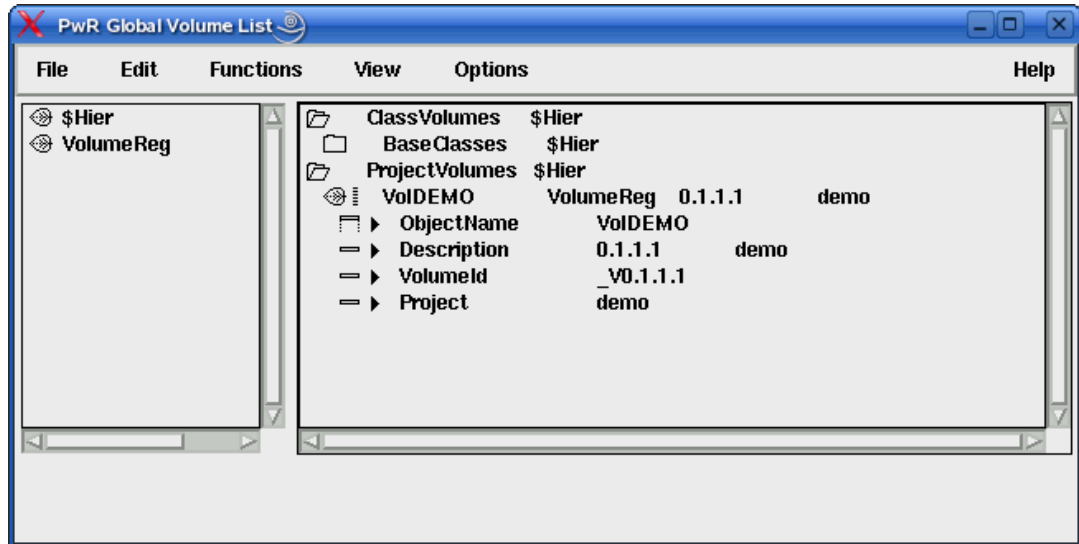 PwR Global Volume List
File Edit Functions View Options Help
$Hier
VolumeReg
ClassVolumes $Hier
BaseClasses $Hier
ProjectVolumes $Hier
VolDEMO VolumeReg 0.1.1.1 demo
ObjectName VolDEMO
Description 0.1.1.1 demo
VolumeId _V0.1.1.1
Project demo